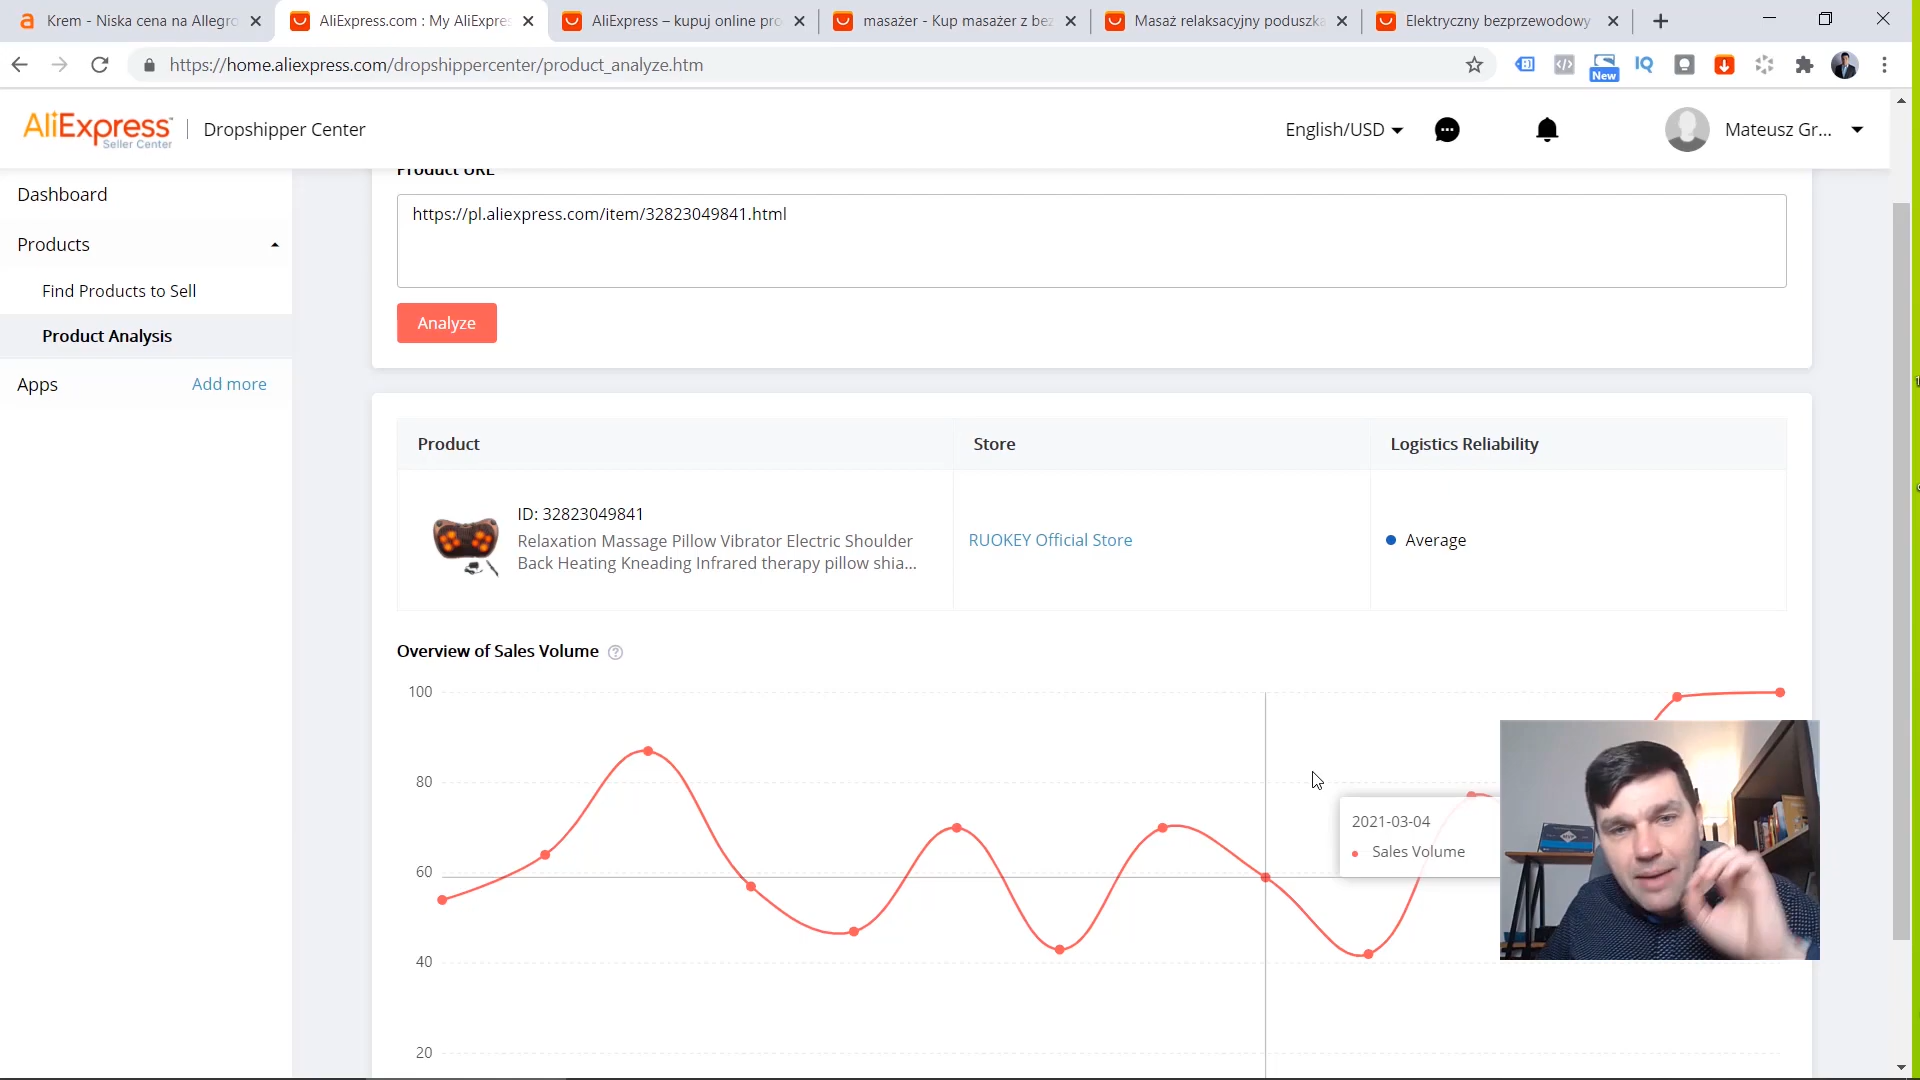 Krem - Niska cena na Allegro
AliExpress.com : My AliExpres
AliExpress – kupuj online pro
masażer - Kup masażer z bez
Masaż relaksacyjny poduszka
Elektryczny bezprzewodowy
https://home.aliexpress.com/dropshippercenter/product_analyze.htm
New
IQ
AliExpress
Seller Center
Dropshipper Center
English/USD
Mateusz Gr...
Dashboard
Products
Find Products to Sell
Product Analysis
Apps
Add more
Product URL
https://pl.aliexpress.com/item/32823049841.html
Analyze
Product
Store
Logistics Reliability
ID: 32823049841
Relaxation Massage Pillow Vibrator Electric Shoulder
Back Heating Kneading Infrared therapy pillow shia...
RUOKEY Official Store
Average
Overview of Sales Volume
100
80
60
40
20
2021-03-04
Sales Volume